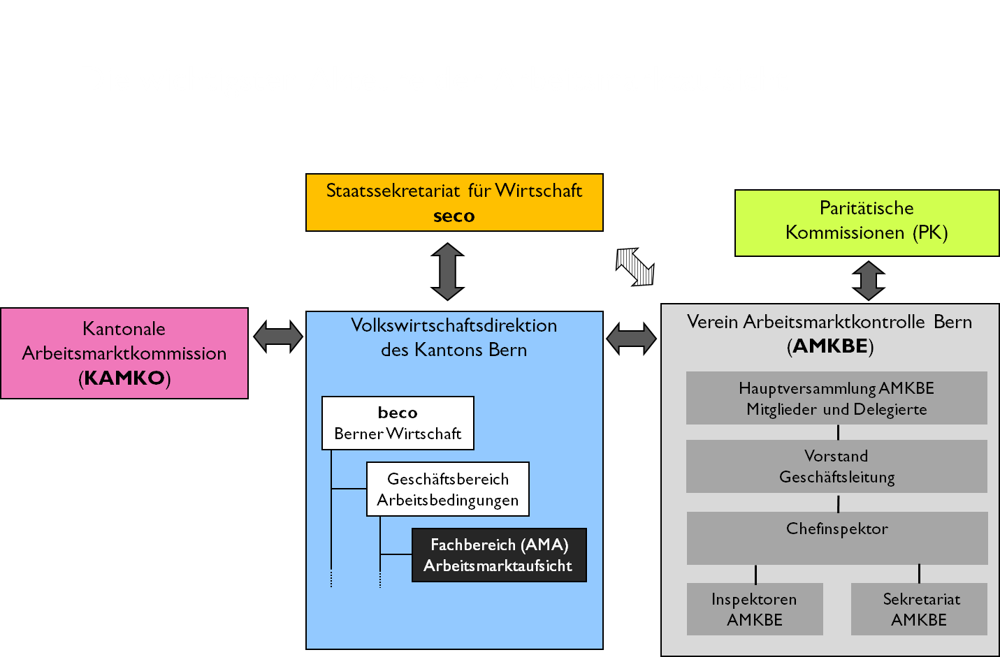 Staatssekretariat für Wirtschaft
seco
Paritätische
Kommissionen (PK)
Kantonale
Arbeitsmarktkommission
(KAMKO)
Volkswirtschaftsdirektion
des Kantons Bern
beco
Berner Wirtschaft
Geschäftsbereich
Arbeitsbedingungen
Fachbereich (AMA)
Arbeitsmarktaufsicht
Verein Arbeitsmarktkontrolle Bern
(AMKBE)
Hauptversammlung AMKBE
Mitglieder und Delegierte
Vorstand
Geschäftsleitung
Chefinspektor
Inspektoren
AMKBE
Sekretariat
AMKBE